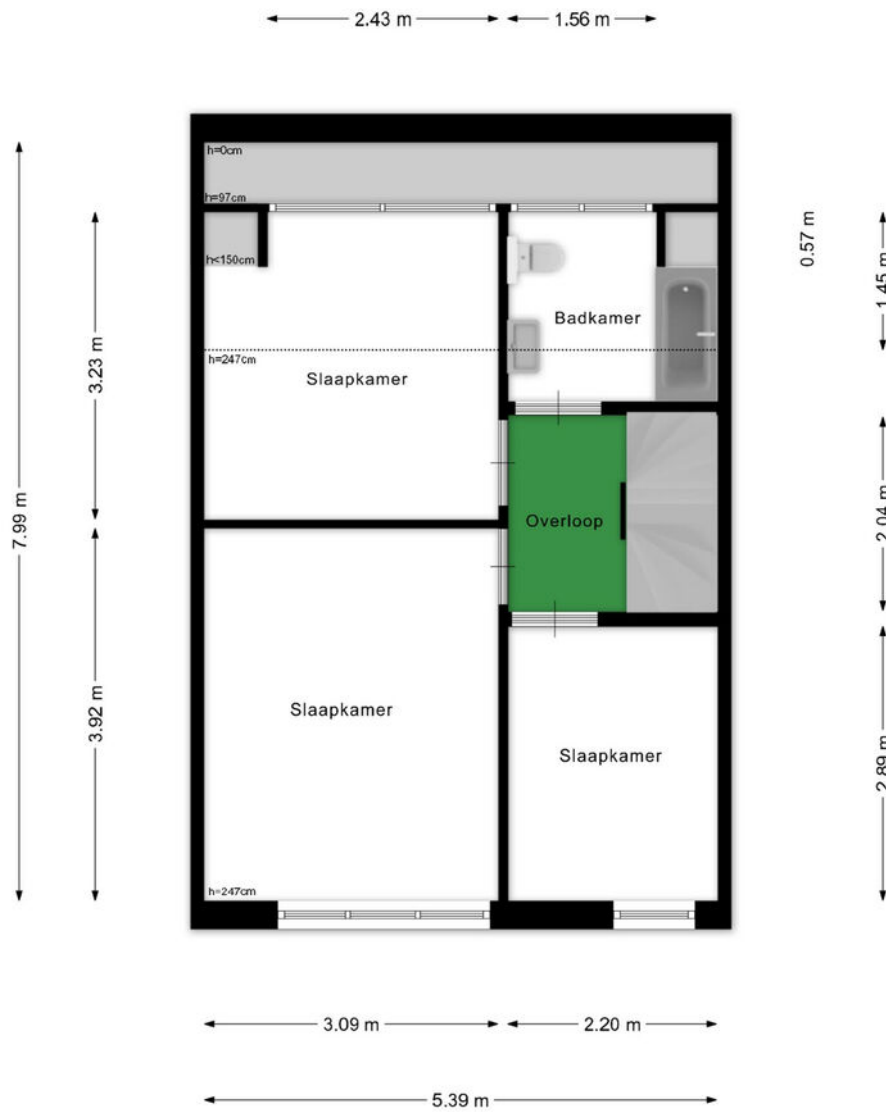 2.43 m
1.56 m
h=0cm
h=97cm
h<150cm
0.57 m
1.45 m
Badkamer
h=247cm
Slaapkamer
3.23 m
7.99 m
Overloop
2.04 m
3.92 m
Slaapkamer
Slaapkamer
2.89 m
h=247cm
3.09 m
2.20 m
5.39 m